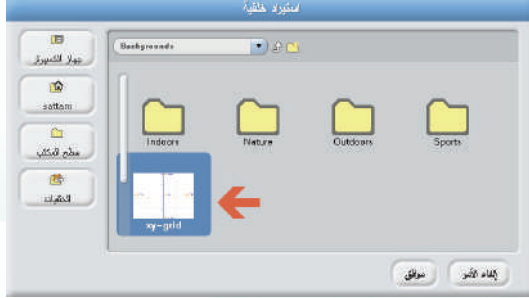 استيراد خلفية
جهاز الكمبيوتر
sattam
سطح المكتب
الخلفيات
Backgrounds
Indoors
Nature
Outdoors
Sports
xy-grid
موافق
إلغاء الأمر